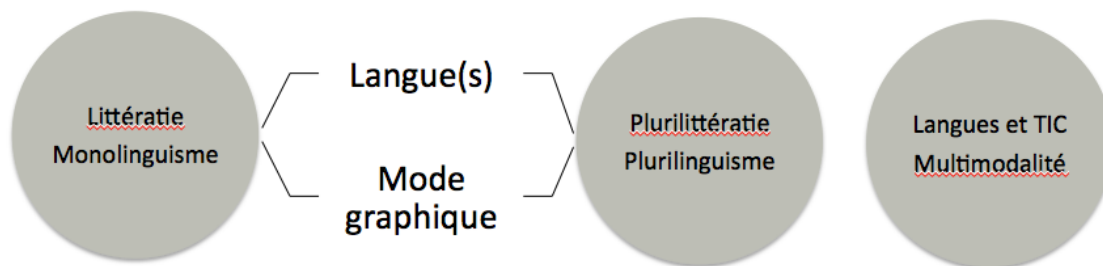 Littératie
Monolinguisme
Langue(s)
Mode
graphique
Plurilittératie
Plurilinguisme
Langues et TIC
Multimodalité